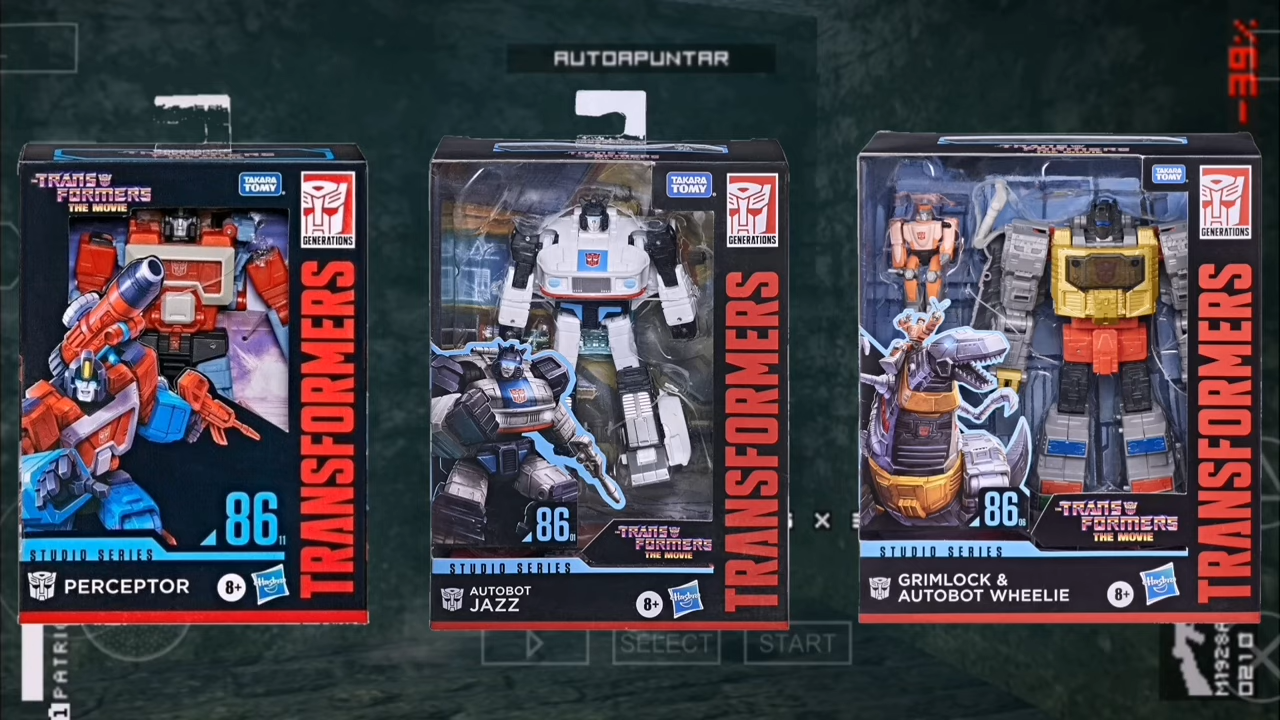 AUTOAPUNTAR
-39%
TRANS
FORMERS
THE MOVIE
TAKARA
TOMY
GENERATIONS
TRANSFORMERS
86
11
STUDIO SERIES
PERCEPTOR
8+
Hasbro
TAKARA
TOMY
GENERATIONS
TRANSFORMERS
86
01
TRANS
FORMERS
THE MOVIE
STUDIO SERIES
AUTOBOT
JAZZ
8+
Hasbro
TAKARA
TOMY
GENERATIONS
TRANSFORMERS
86
06
TRANS
FORMERS
THE MOVIE
STUDIO SERIES
GRIMLOCK &
AUTOBOT WHEELIE
8+
Hasbro
SELECT
START